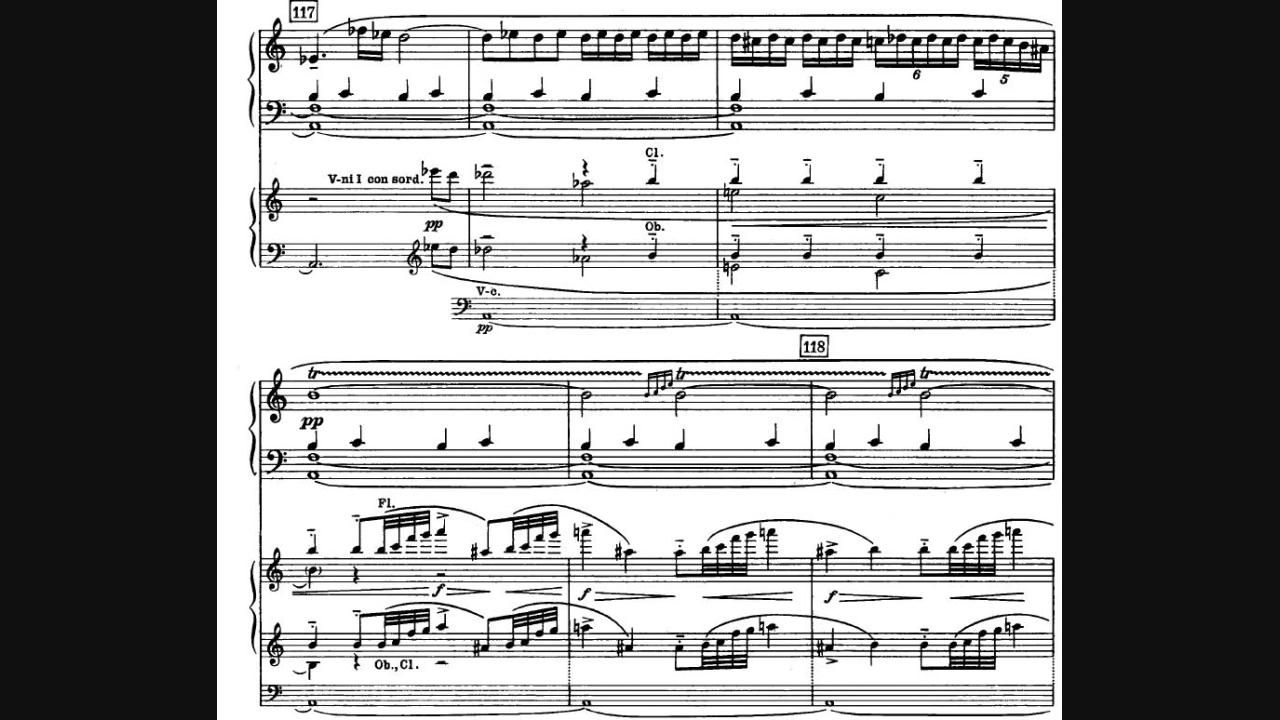 117
6
5
Cl.
V-ni I con sord.
pp
Ob.
V-c.
pp
118
tr tr tr
pp
Fl.
f f f
Ob., Cl.